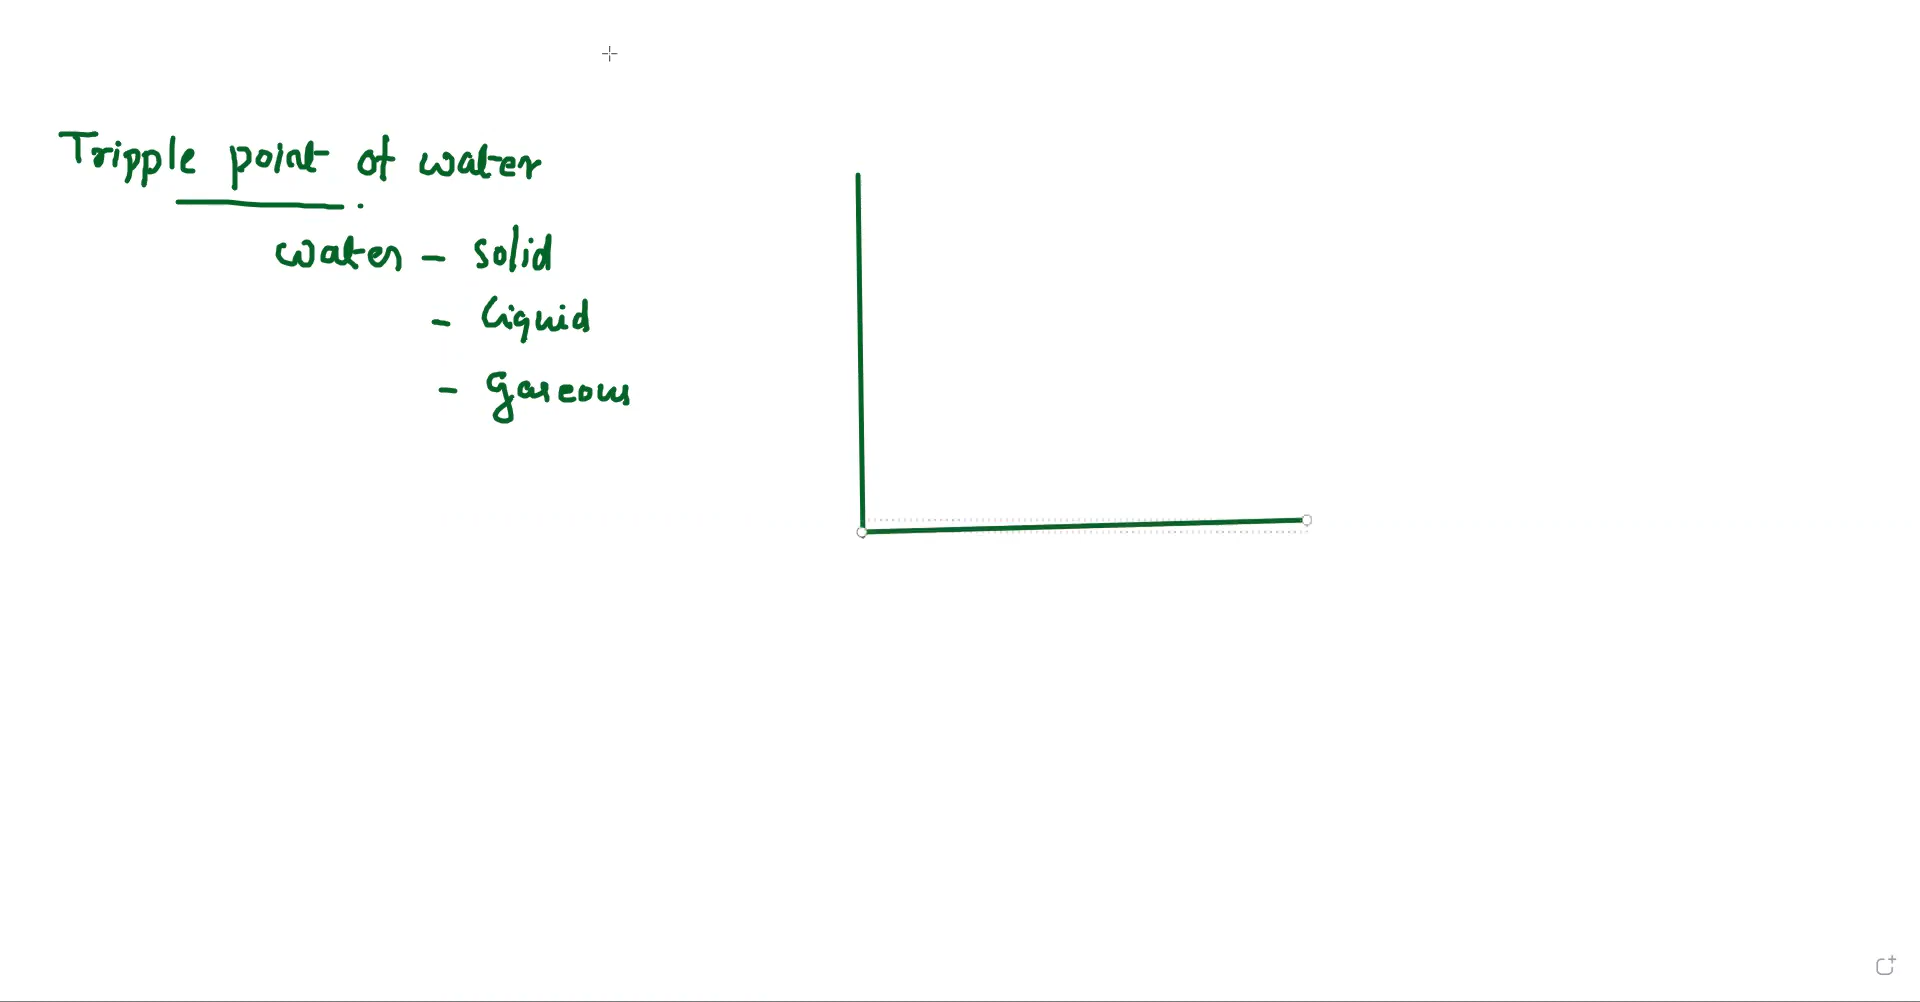 Tripple point of water
water - solid
- liquid
- gaseous